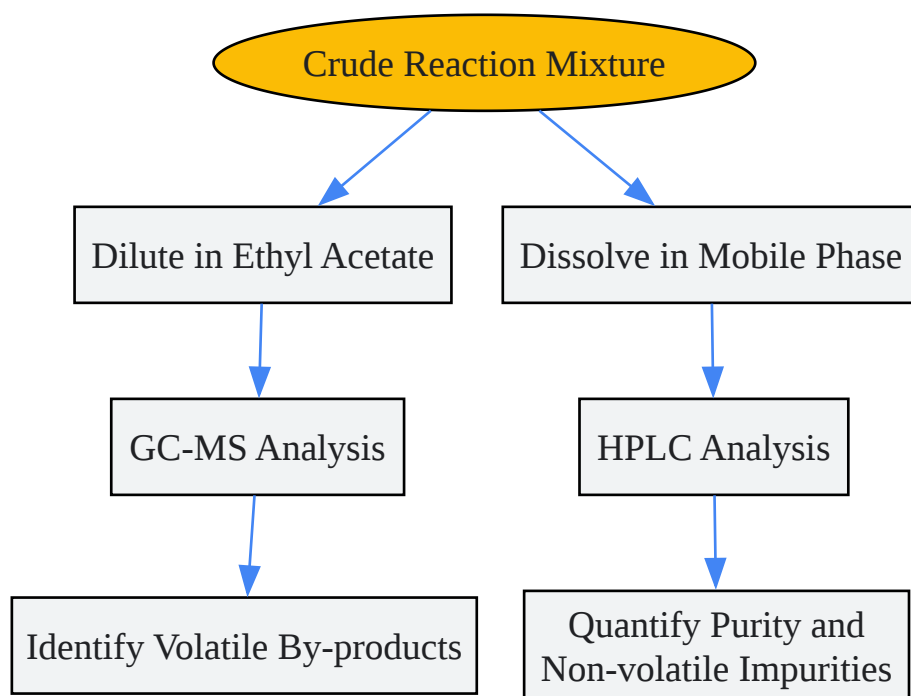 Crude Reaction Mixture
Dilute in Ethyl Acetate
Dissolve in Mobile Phase
GC-MS Analysis
HPLC Analysis
Identify Volatile By-products
Quantify Purity and
Non-volatile Impurities